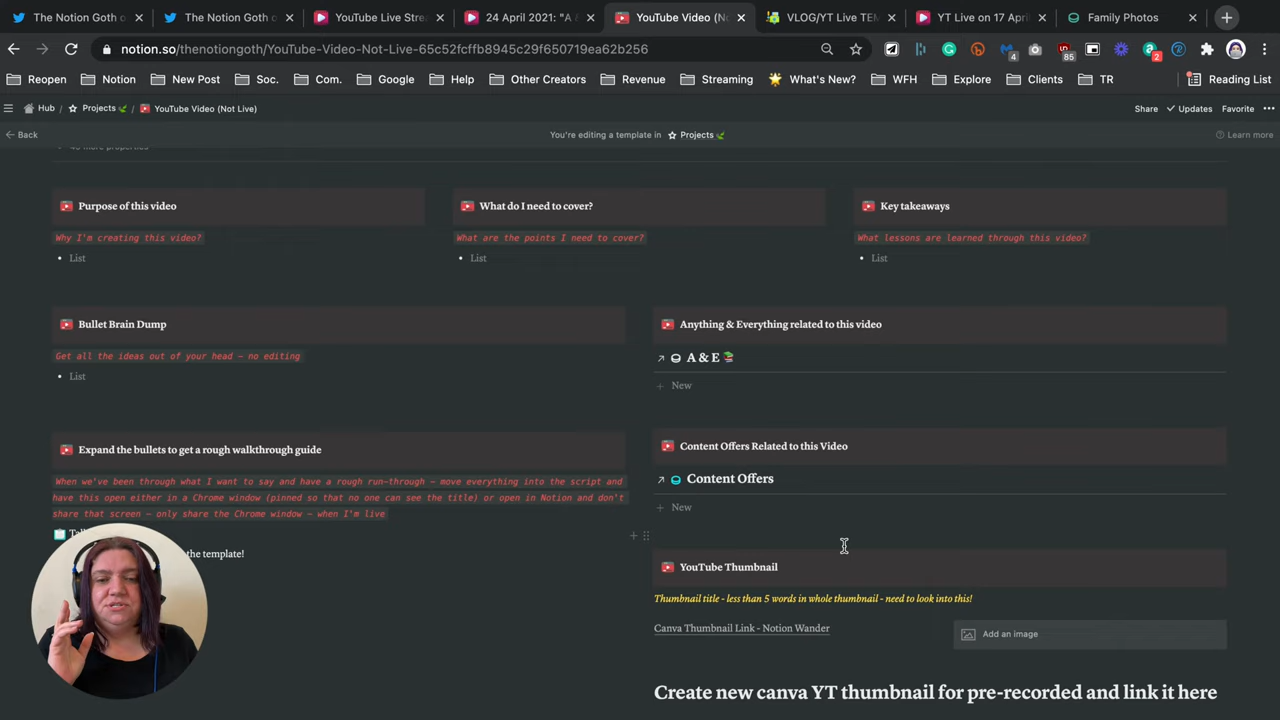 The Notion Goth o
The Notion Goth o
YouTube Live Stre
24 April 2021: "A &
YouTube Video (N
VLOG/YT Live TEM
YT Live on 17 Apri
Family Photos
notion.so/thenotiongoth/YouTube-Video-Not-Live-65c52fcffb8945c29f650719ea62b256
4
85
2
Reopen
Notion
New Post
Soc.
Com.
Google
Help
Other Creators
Revenue
Streaming
What's New?
WFH
Explore
Clients
TR
Reading List
Hub / Projects / YouTube Video (Not Live)
Share
Updates
Favorite
Back
You're editing a template in Projects
Learn more
Purpose of this video
What do I need to cover?
Key takeaways
Why I'm creating this video?
What are the points I need to cover?
What lessons are learned through this video?
• List
• List
• List
Bullet Brain Dump
Anything & Everything related to this video
Get all the ideas out of your head – no editing
A & E
• List
+ New
Expand the bullets to get a rough walkthrough guide
Content Offers Related to this Video
When we've been through what I want to say and have a rough run-through – move everything into the script and
have this open either in a Chrome window (pinned so that no one can see the title) or open in Notion and don't
share that screen – only share the Chrome window – when I'm live
Content Offers
+ New
the template!
YouTube Thumbnail
Thumbnail title - less than 5 words in whole thumbnail - need to look into this!
Canva Thumbnail Link - Notion Wander
Add an image
Create new canva YT thumbnail for pre-recorded and link it here